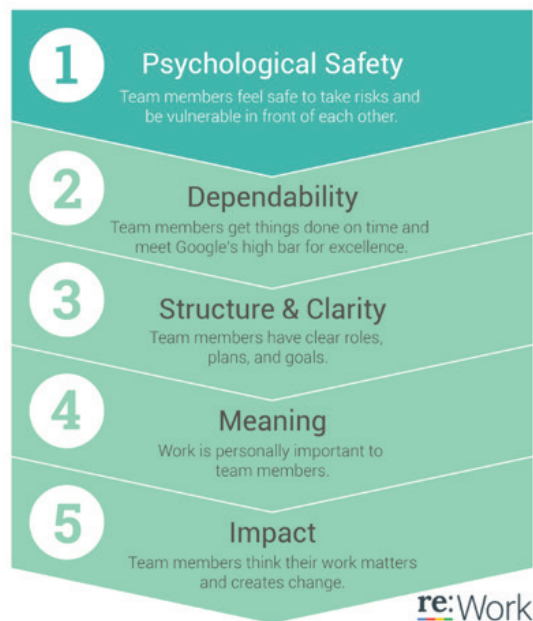 1
Psychological Safety
Team members feel safe to take risks and
be vulnerable in front of each other.
2
Dependability
Team members get things done on time and
meet Google's high bar for excellence.
3
Structure & Clarity
Team members have clear roles,
plans, and goals.
4
Meaning
Work is personally important to
team members.
5
Impact
Team members think their work matters
and creates change.
re:Work